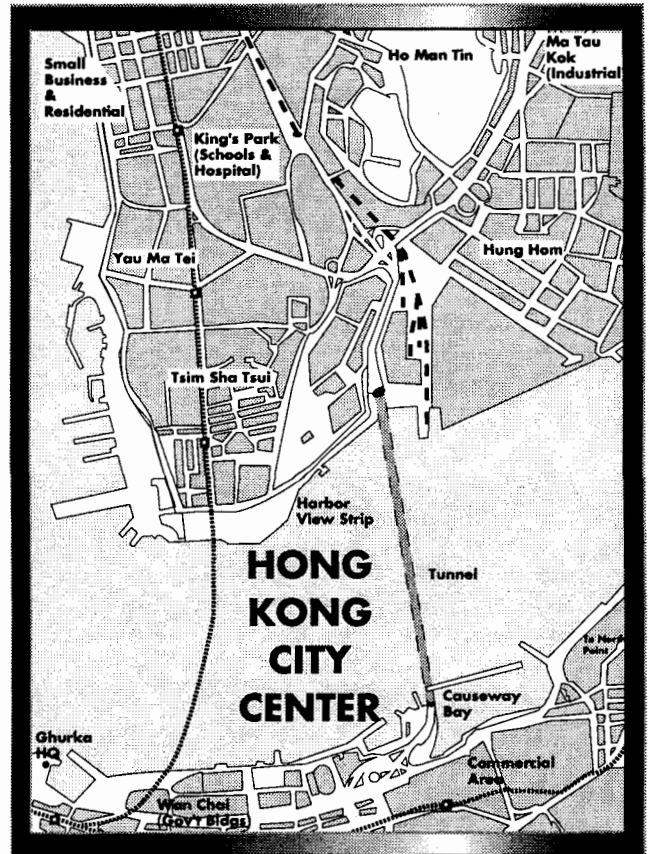 Small
Business
&
Residential
Ho Man Tin
Ma Tau
Kok
(Industrial
King's Park
(Schools &
Hospital)
Yau Ma Tei
Hung Hom
Tsim Sha Tsui
Harbor
View Strip
HONG
KONG
CITY
CENTER
Tunnel
To North
Point
Causeway
Bay
Ghurka
HQ
Commercial
Area
Wan Chai
(Gov't Bldgs